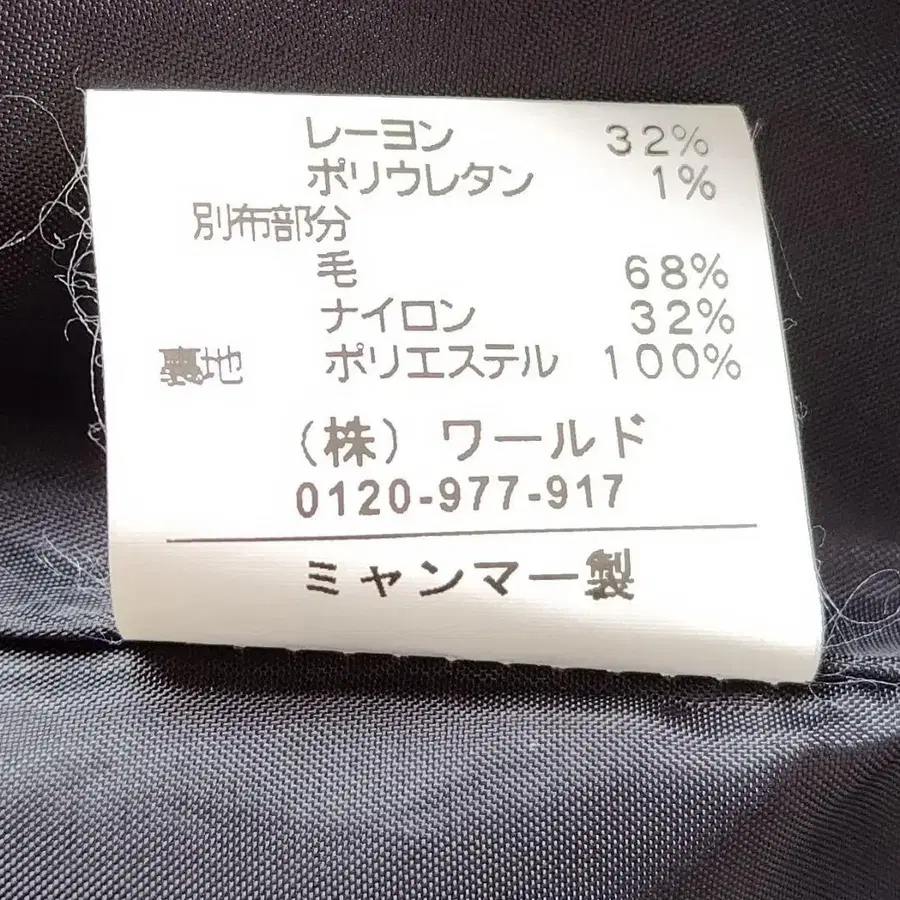 レーヨン 32%
ポリウレタン 1%
別布部分
毛 68%
ナイロン 32%
裏地 ポリエステル 100%
(株) ワールド
0120-977-917
ミャンマー製